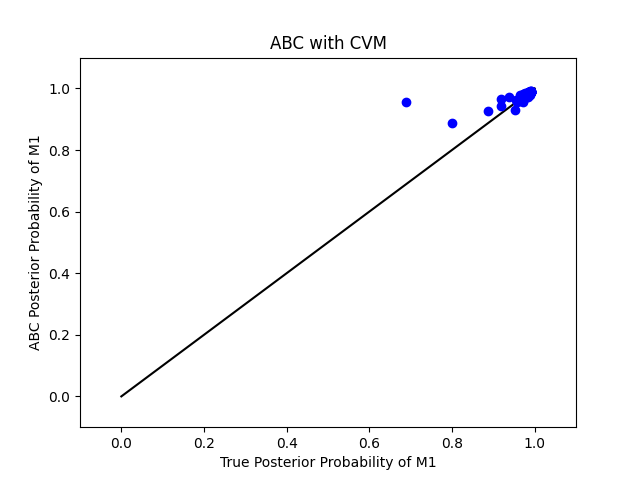 ABC with CVM
ABC Posterior Probability of M1
1.0
0.8
0.6
0.4
0.2
0.0
0.0 0.2 0.4 0.6 0.8 1.0
True Posterior Probability of M1